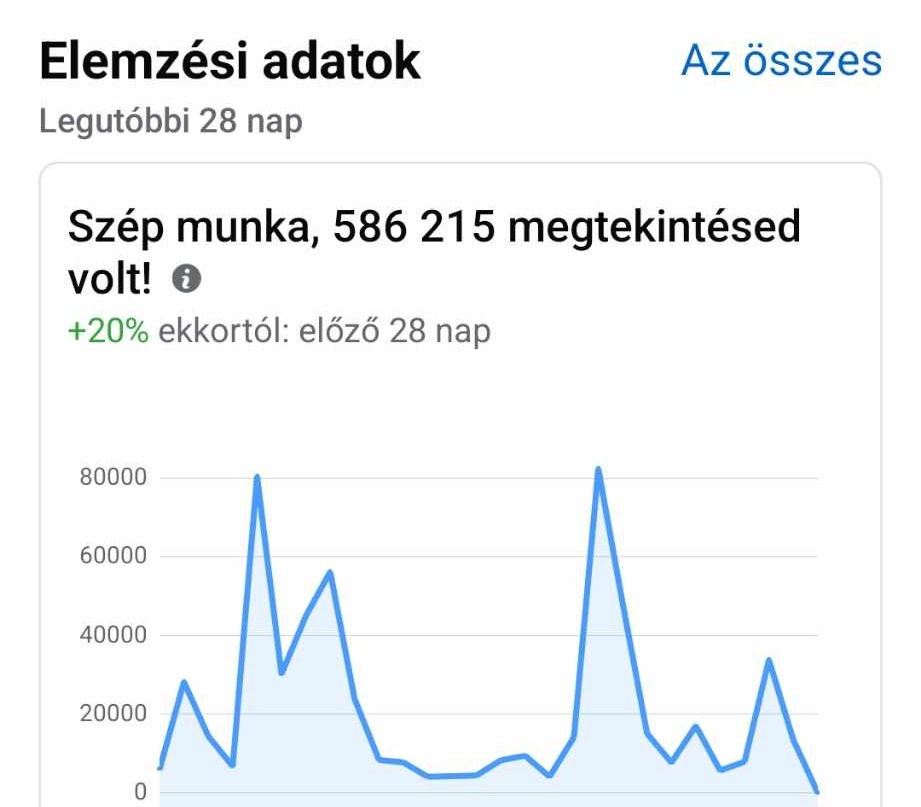 Elemzési adatok
Az összes
Legutóbbi 28 nap
Szép munka, 586 215 megtekintésed
volt!
+20% ekkortól: előző 28 nap
80000
60000
40000
20000
0